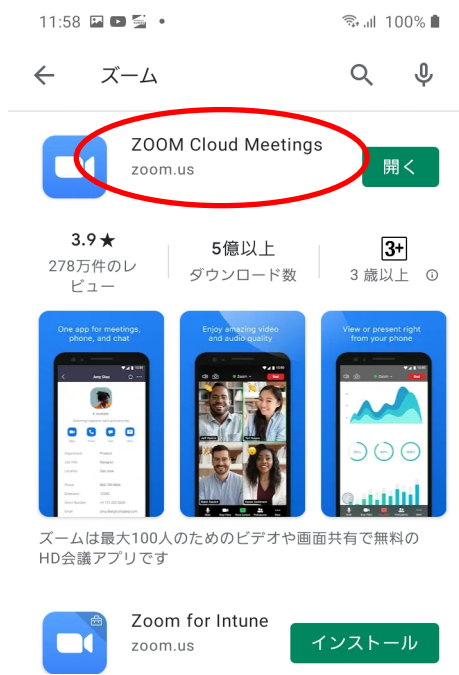 11:58
100%
ズーム
ZOOM Cloud Meetings
zoom.us
開く
3.9★
278万件のレ
ビュー
5億以上
ダウンロード数
3+
3 歳以上
One app for meetings,
phone, and chat
Enjoy amazing video
and audio quality
View or present right
from your phone
ズームは最大100人のためのビデオや画面共有で無料の
HD会議アプリです
Zoom for Intune
zoom.us
インストール